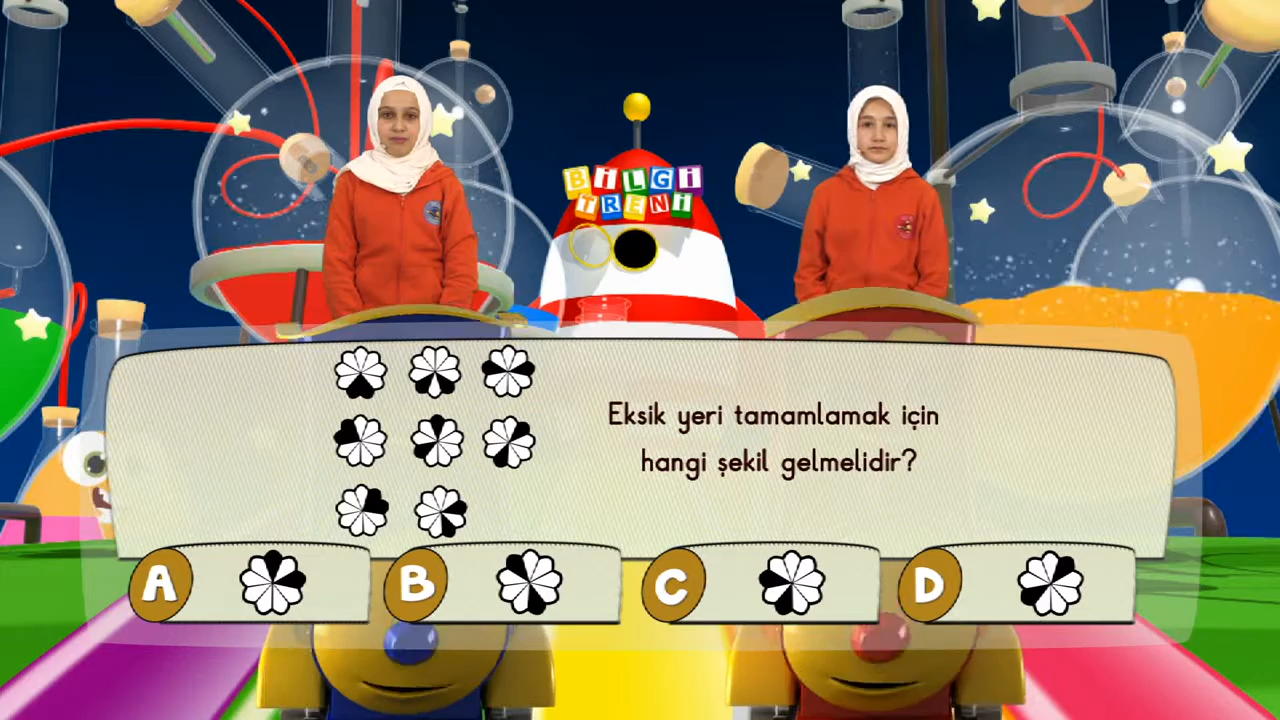 BİLGİ
TRENİ
Eksik yeri tamamlamak için
hangi şekil gelmelidir?
A
B
C
D